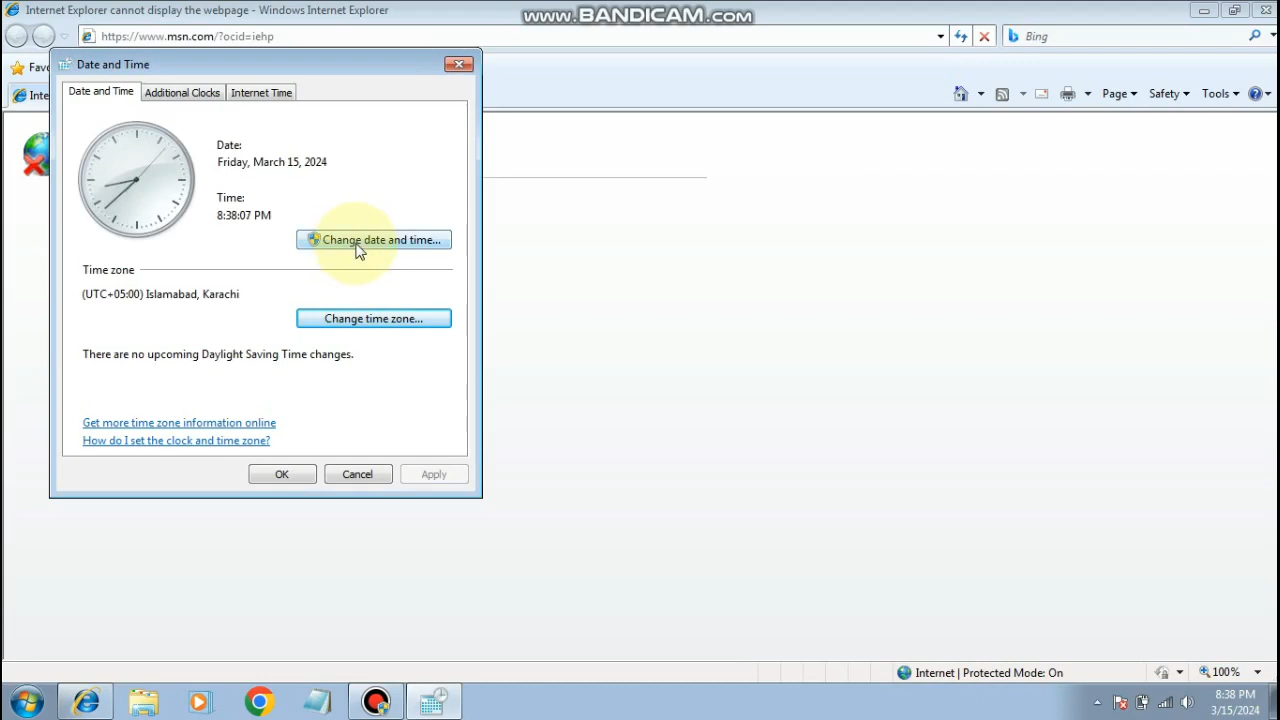 Internet Explorer cannot display the webpage - Windows Internet Explorer
www.BANDICAM.com
https://www.msn.com/?ocid=iehp
Bing
Favo
Date and Time
Inte
Page
Safety
Tools
Date and Time
Additional Clocks
Internet Time
Date:
Friday, March 15, 2024
Time:
8:38:07 PM
Change date and time...
Time zone
(UTC+05:00) Islamabad, Karachi
Change time zone...
There are no upcoming Daylight Saving Time changes.
Get more time zone information online
How do I set the clock and time zone?
OK
Cancel
Apply
Internet | Protected Mode: On
100%
8:38 PM
3/15/2024